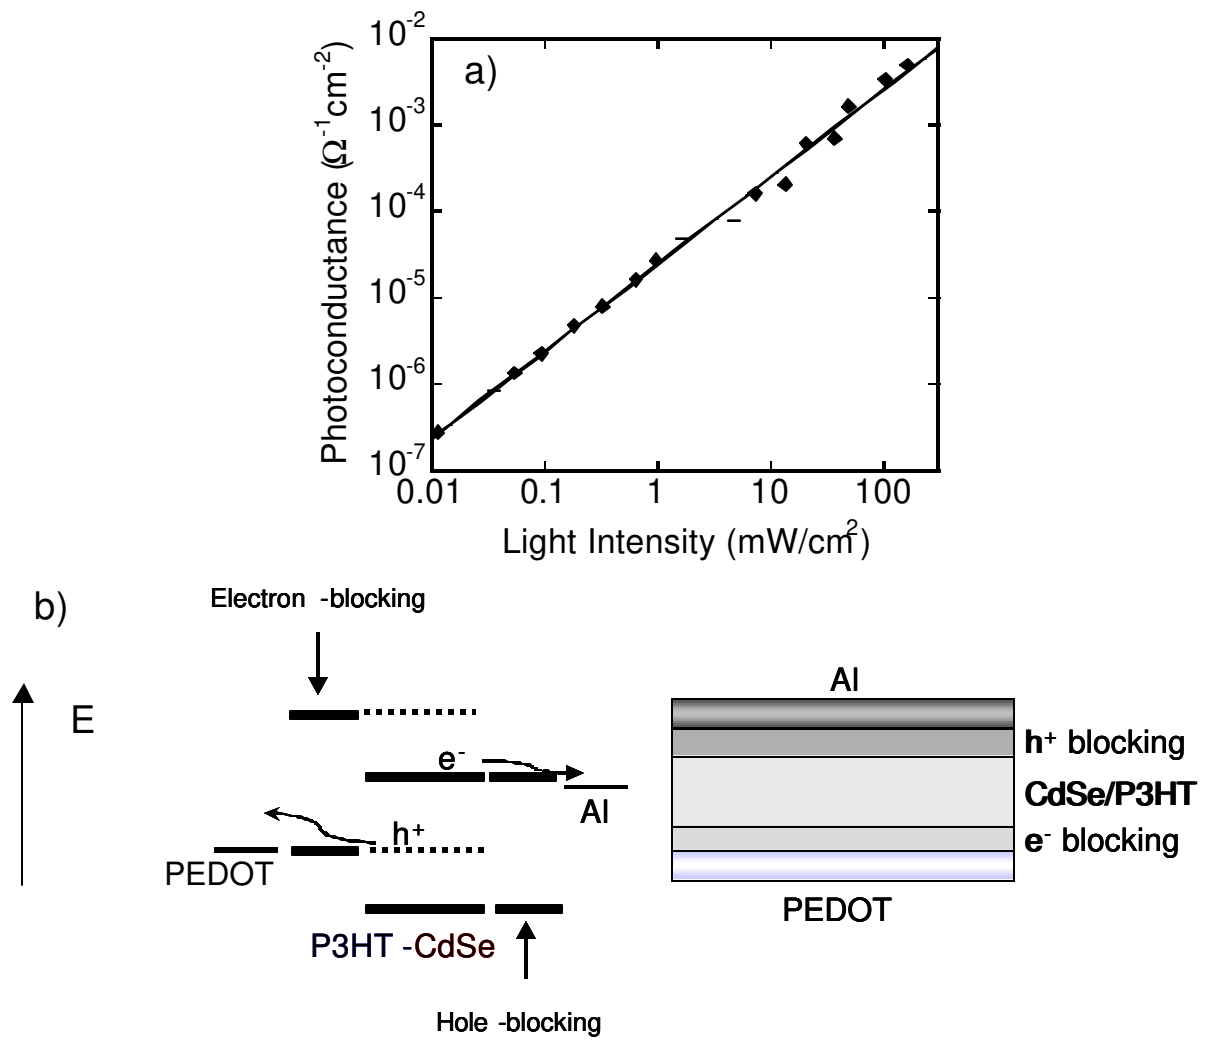 a)
Photoconductance (Ω⁻¹cm⁻²)
10⁻²
10⁻³
10⁻⁴
10⁻⁵
10⁻⁶
10⁻⁷
0.01 0.1 1 10 100
Light Intensity (mW/cm²)
b)
Electron -blocking
E
e⁻
Al
h⁺
PEDOT
P3HT -CdSe
Hole -blocking
Al
h⁺ blocking
CdSe/P3HT
e⁻ blocking
PEDOT